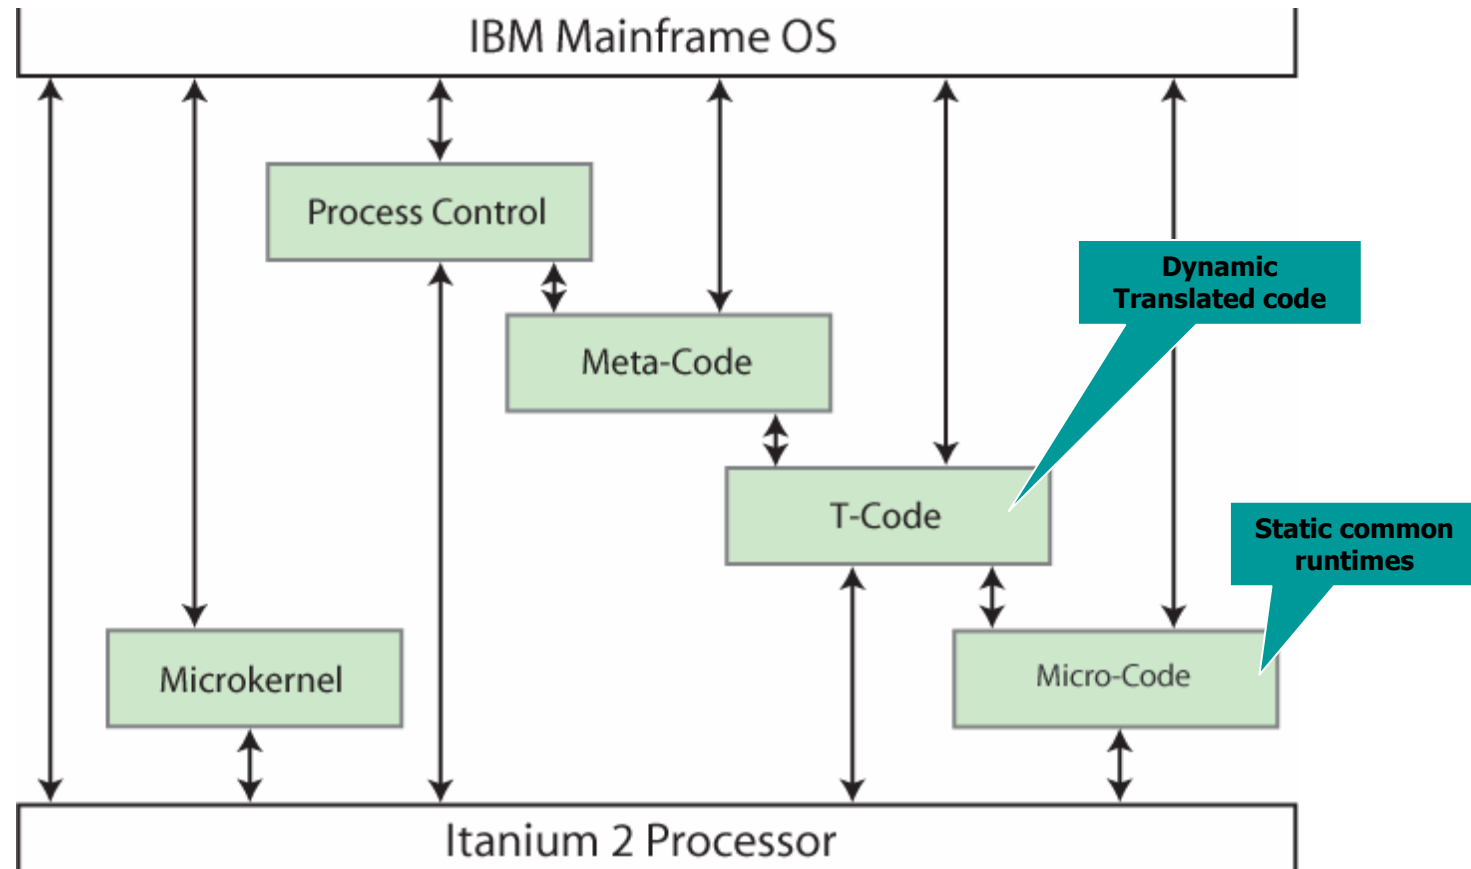 IBM Mainframe OS
Process Control
Dynamic
Translated code
Meta-Code
T-Code
Static common
runtimes
Microkernel
Micro-Code
Itanium 2 Processor